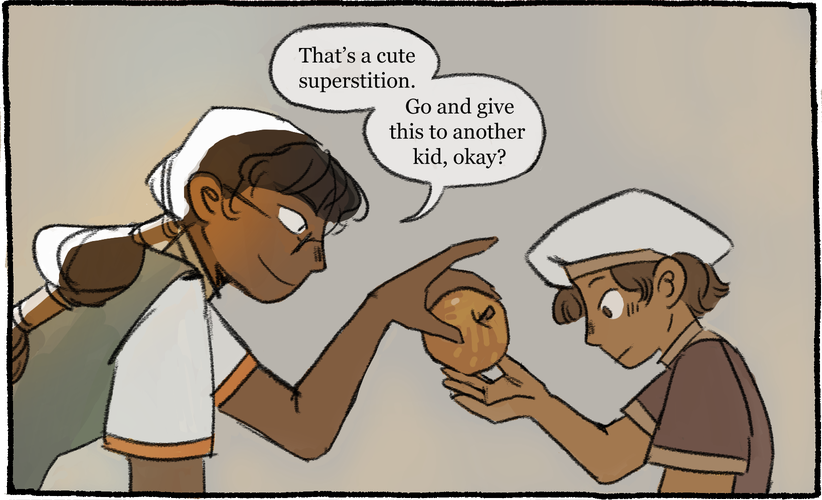 That’s a cute
superstition.
Go and give
this to another
kid, okay?